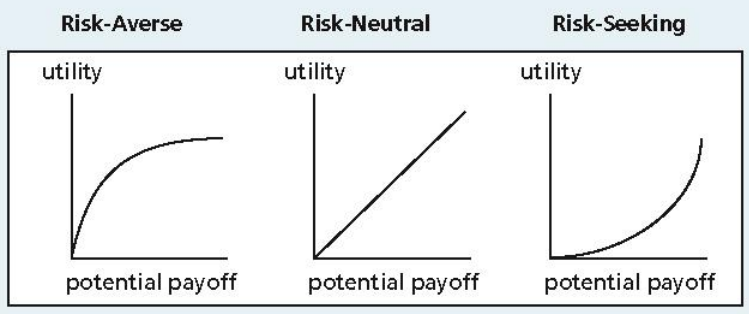 Risk-Averse
Risk-Neutral
Risk-Seeking
utility
utility
utility
potential payoff
potential payoff
potential payoff